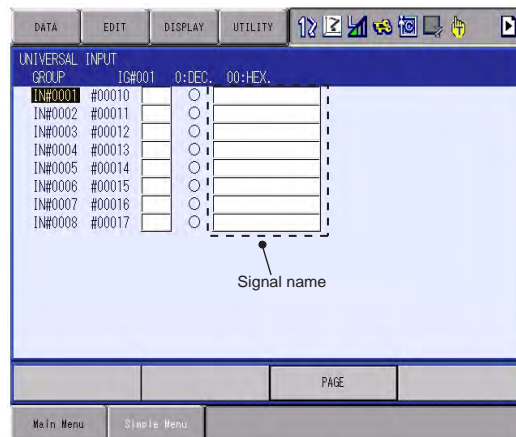 DATA EDIT DISPLAY UTILITY
UNIVERSAL INPUT
GROUP IG#001 0:DEC. 00:HEX.
IN#0001 #00010
IN#0002 #00011
IN#0003 #00012
IN#0004 #00013
IN#0005 #00014
IN#0006 #00015
IN#0007 #00016
IN#0008 #00017
Signal name
PAGE
Main Menu Simple Menu